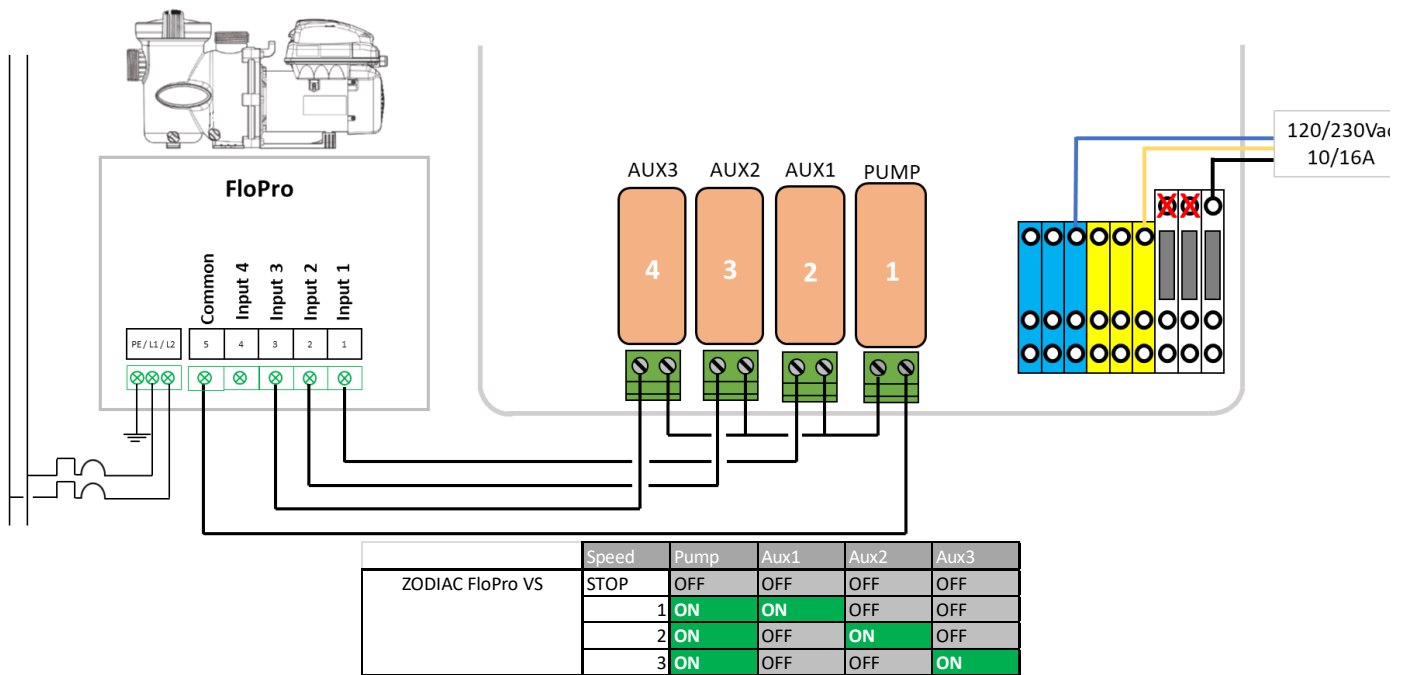 120/230Vac
10/16A
AUX3 AUX2 AUX1 PUMP
FloPro
4 3 2 1
Common
Input 4
Input 3
Input 2
Input 1
PE / L1 / L2 5 4 3 2 1
Speed Pump Aux1 Aux2 Aux3
ZODIAC FloPro VS STOP OFF OFF OFF OFF
1 ON ON OFF OFF
2 ON OFF ON OFF
3 ON OFF OFF ON